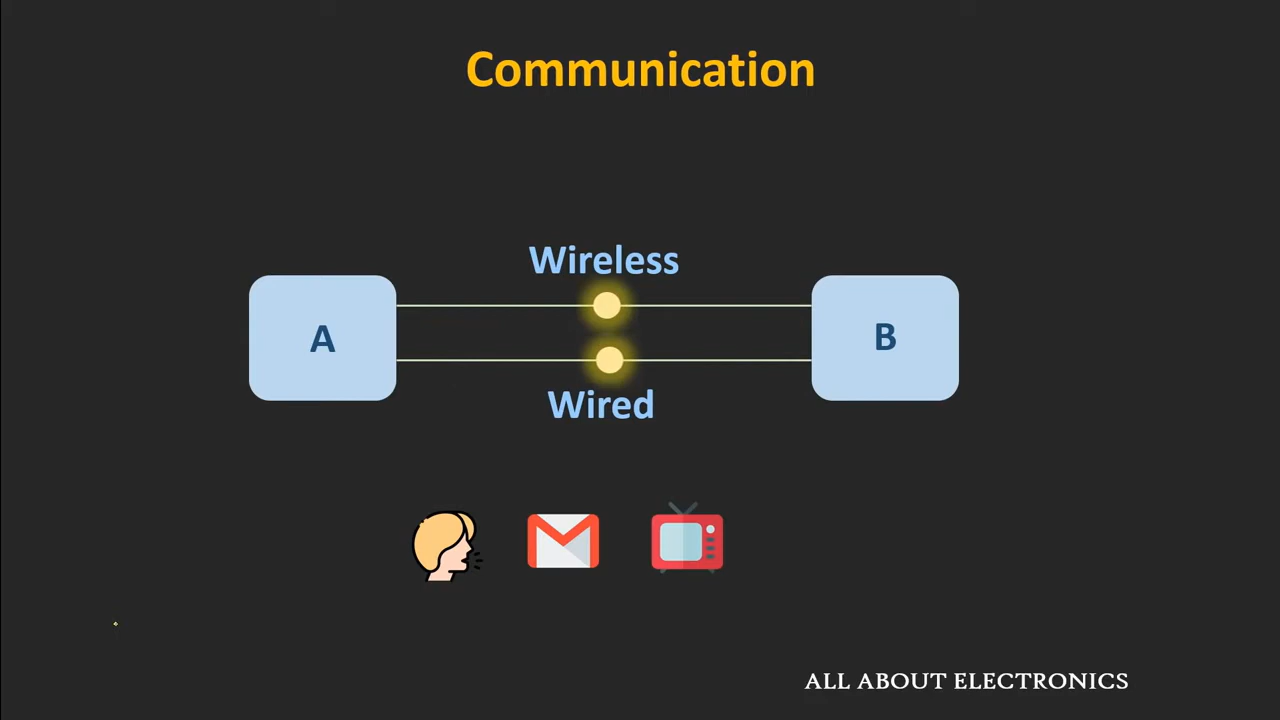 Communication
Wireless
A
B
Wired
ALL ABOUT ELECTRONICS